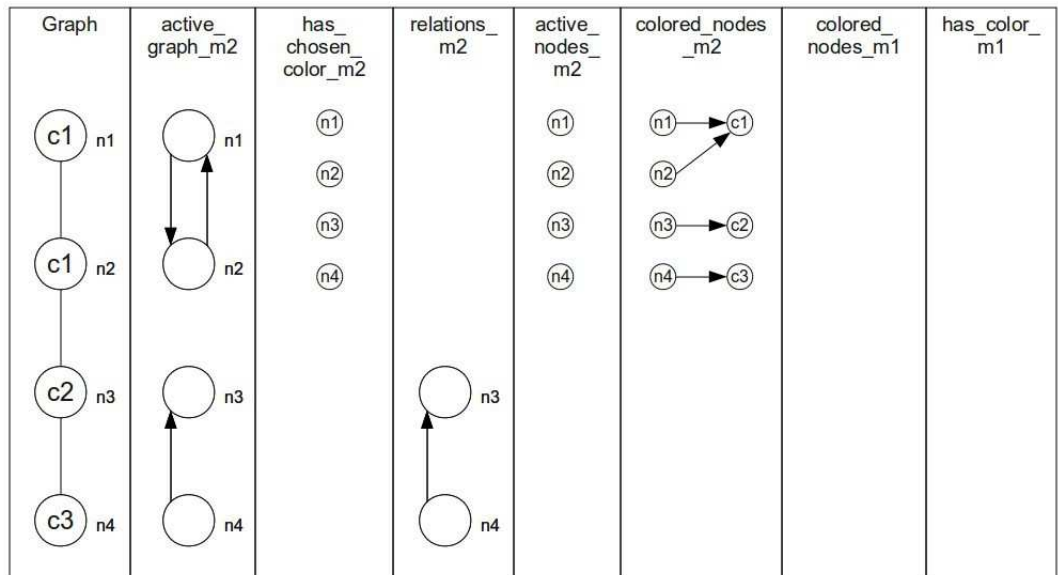 Graph
active_
graph_m2
has_
chosen_
color_m2
relations_
m2
active_
nodes_
m2
colored_nodes
_m2
colored_
nodes_m1
has_color_
m1
c1 n1
n1
n1
n1
n1 c1
n2
n2
n2
n3
n3
n3 c2
c1 n2
n2
n4
n4
n4 c3
c2 n3
n3
n3
c3 n4
n4
n4